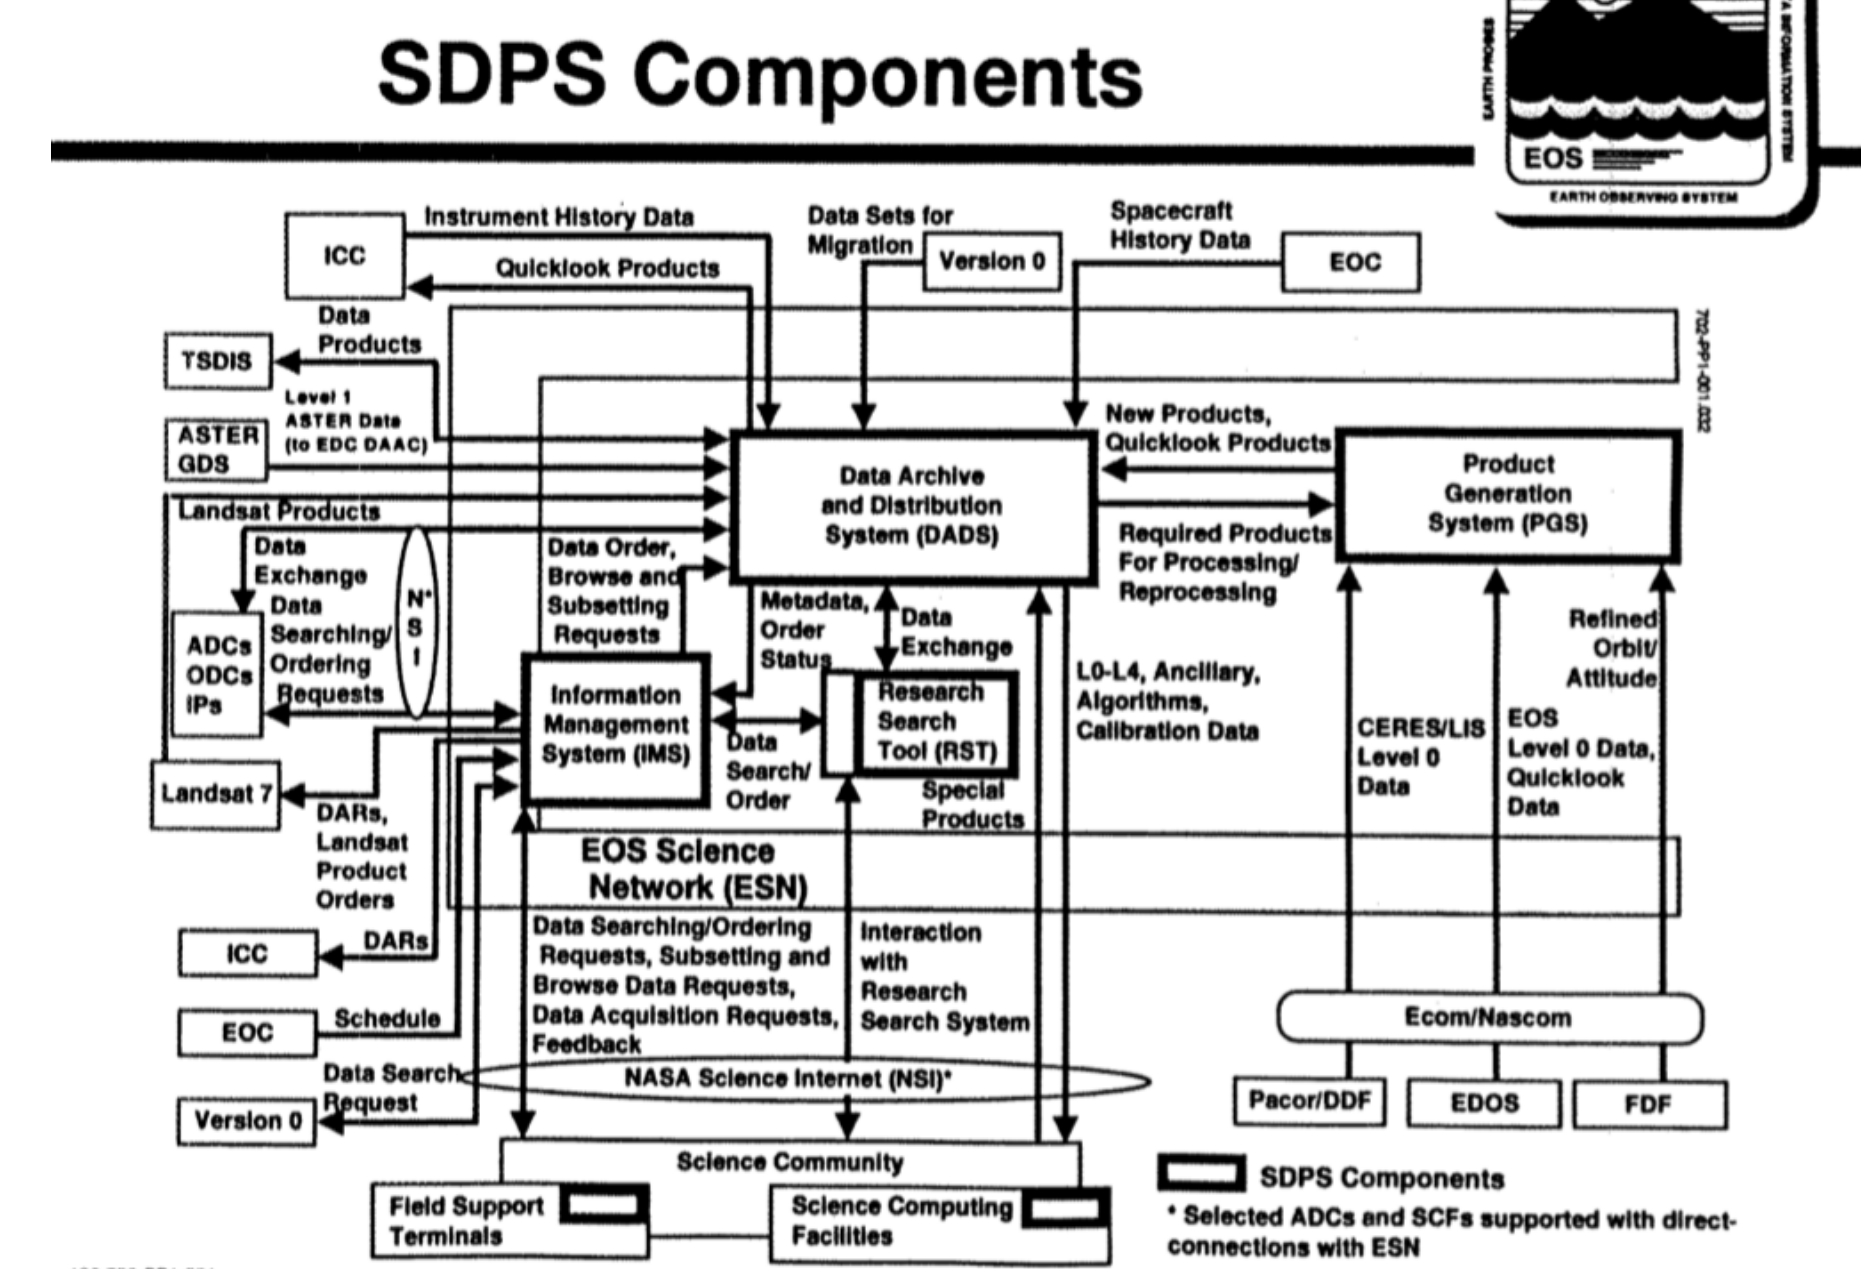 SDPS Components
EARTH PROBES
EOS
EARTH OBSERVING SYSTEM
702-PP1-001.032
ICC
Instrument History Data
Quicklook Products
Data Sets for
Migration
Version 0
Spacecraft
History Data
EOC
Data
Products
TSDIS
Level 1
ASTER Data
(to EDC DAAC)
ASTER
GDS
Landsat Products
Data
Exchange
Data
Searching/
Ordering
Requests
N*
S
I
ADCs
ODCs
IPs
Landsat 7
DARs,
Landsat
Product
Orders
ICC
DARs
EOC
Schedule
Data Search
Request
Version 0
Data Order,
Browse and
Subsetting
Requests
Data Archive
and Distribution
System (DADS)
New Products,
Quicklook Products
Required Products
For Processing/
Reprocessing
Product
Generation
System (PGS)
Metadata,
Order
Status
Data
Exchange
Information
Management
System (IMS)
Data
Search/
Order
Research
Search
Tool (RST)
Special
Products
L0-L4, Ancillary,
Algorithms,
Calibration Data
Refined
Orbit/
Attitude
CERES/LIS
Level 0
Data
EOS
Level 0 Data,
Quicklook
Data
EOS Science
Network (ESN)
Data Searching/Ordering
Requests, Subsetting and
Browse Data Requests,
Data Acquisition Requests,
Feedback
Interaction
with
Research
Search System
NASA Science Internet (NSI)*
Ecom/Nascom
Pacor/DDF
EDOS
FDF
Science Community
Field Support
Terminals
Science Computing
Facilities
SDPS Components
* Selected ADCs and SCFs supported with direct-
connections with ESN